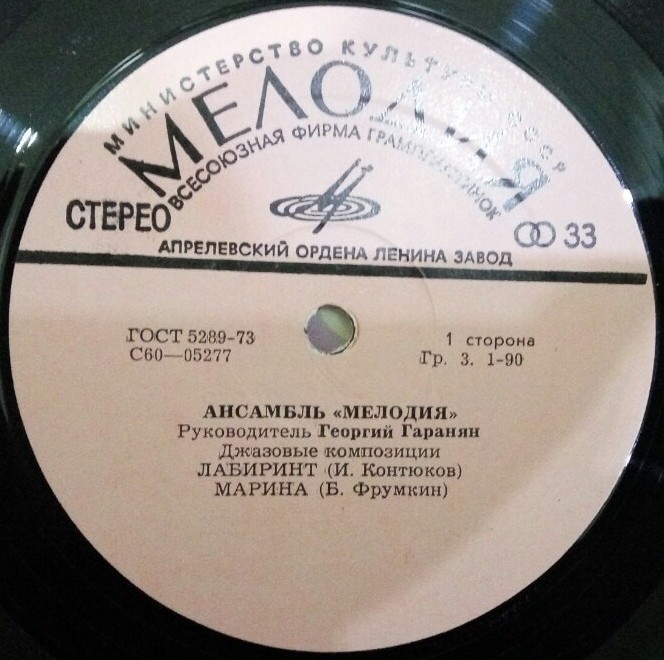 МИНИСТЕРСТВО КУЛЬТУРЫ СССР
МЕЛОДИЯ
ВСЕСОЮЗНАЯ ФИРМА ГРАМПЛАСТИНОК
СТЕРЕО
33
АПРЕЛЕВСКИЙ ОРДЕНА ЛЕНИНА ЗАВОД
ГОСТ 5289-73
1 сторона
С60—05277
Гр. 3. 1-90
АНСАМБЛЬ «МЕЛОДИЯ»
Руководитель Георгий Гаранян
Джазовые композиции
ЛАБИРИНТ (И. Контюков)
МАРИНА (Б. Фрумкин)